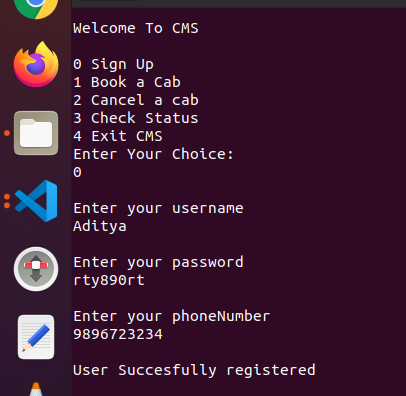 Welcome To CMS
0 Sign Up
1 Book a Cab
2 Cancel a cab
3 Check Status
4 Exit CMS
Enter Your Choice:
0
Enter your username
Aditya
Enter your password
rty890rt
Enter your phoneNumber
9896723234
User Succesfully registered